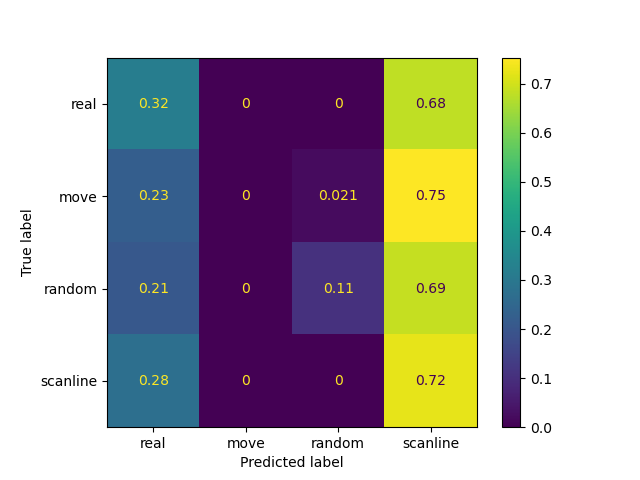 real 0.32 0 0 0.68
move 0.23 0 0.021 0.75
random 0.21 0 0.11 0.69
scanline 0.28 0 0 0.72
real move random scanline
Predicted label
True label
0.7
0.6
0.5
0.4
0.3
0.2
0.1
0.0